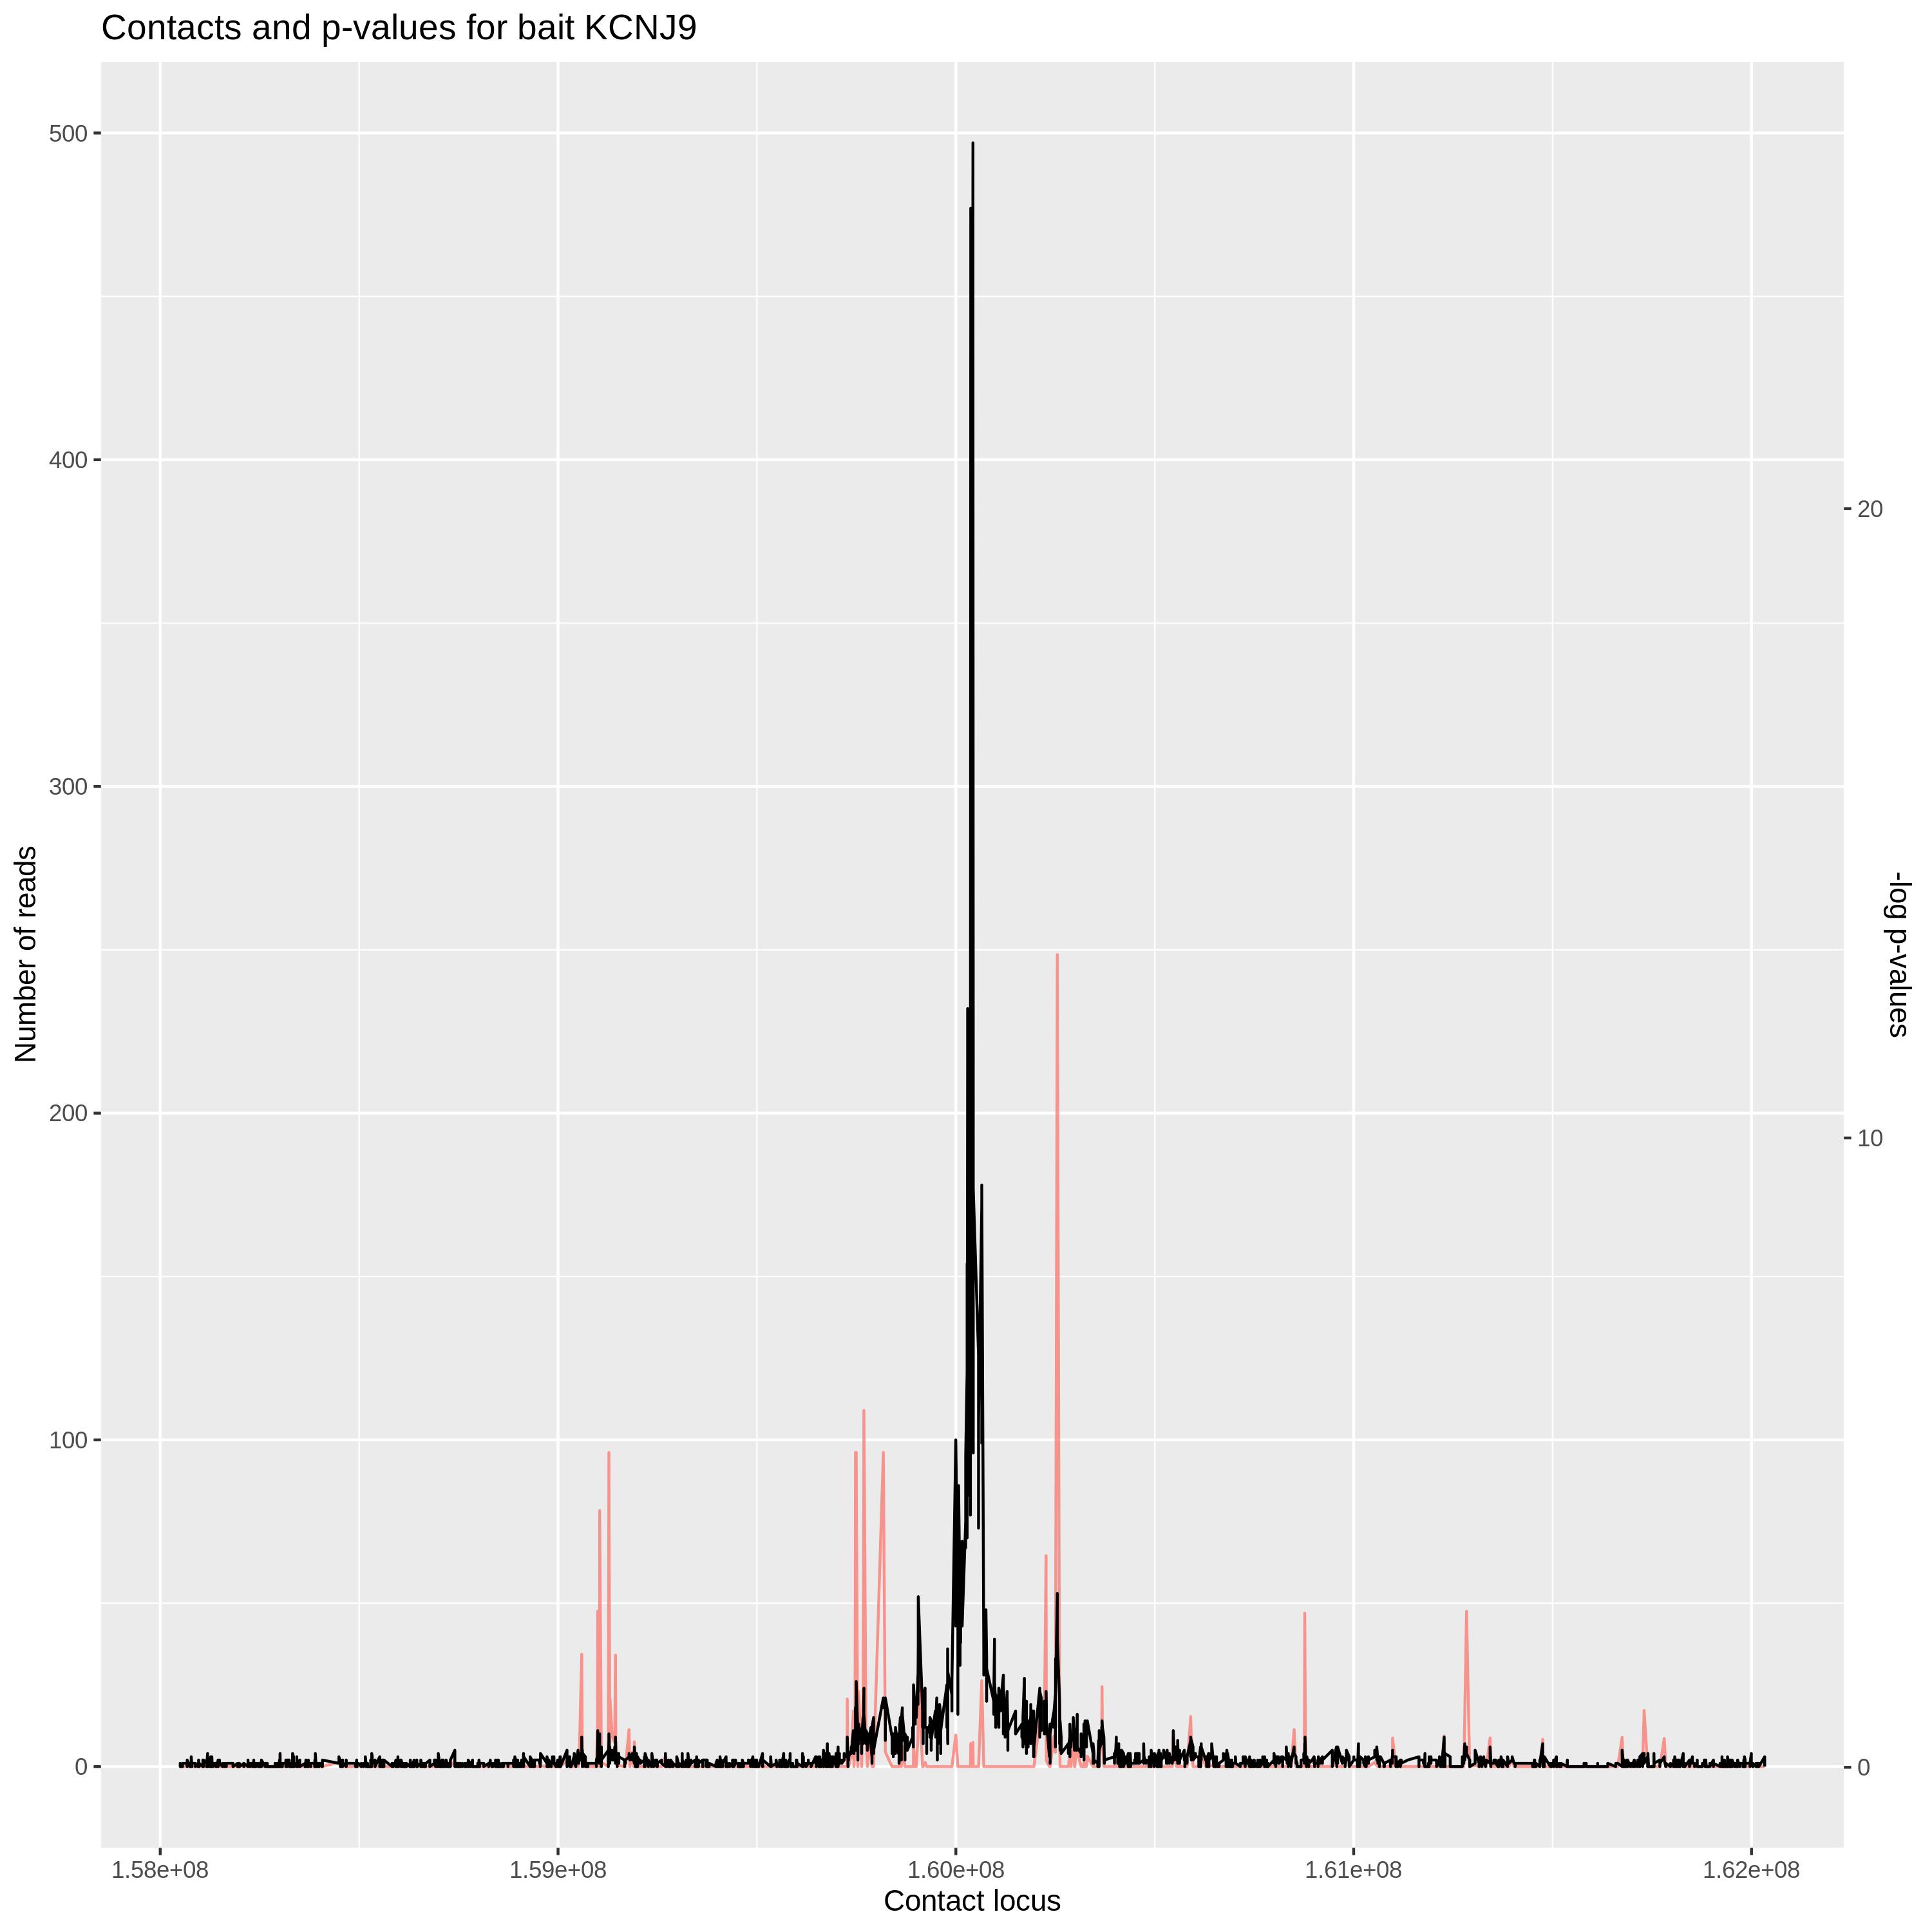 Contacts and p-values for bait KCNJ9
500
400
300
200
100
0
Number of reads
20
10
0
-log p-values
1.58e+08
1.59e+08
1.60e+08
1.61e+08
1.62e+08
Contact locus